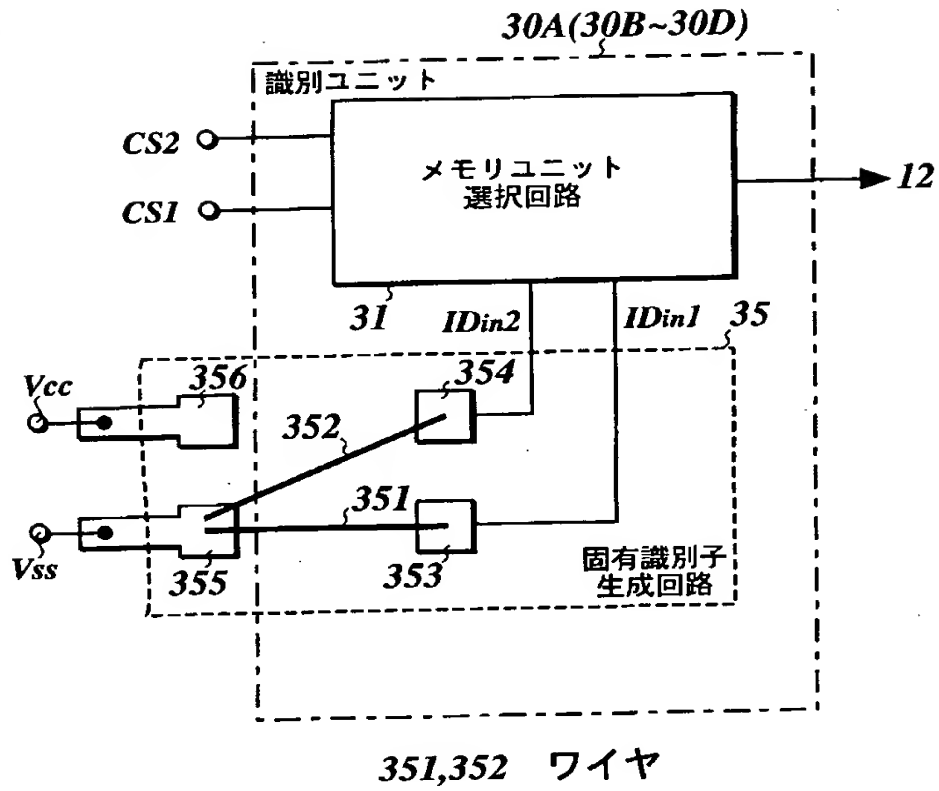 30A(30B~30D)
識別ユニット
CS2
CS1
メモリユニット
選択回路
12
31
IDin2
IDin1
35
Vcc
356
354
352
351
Vss
355
353
固有識別子
生成回路
351,352 ワイヤ